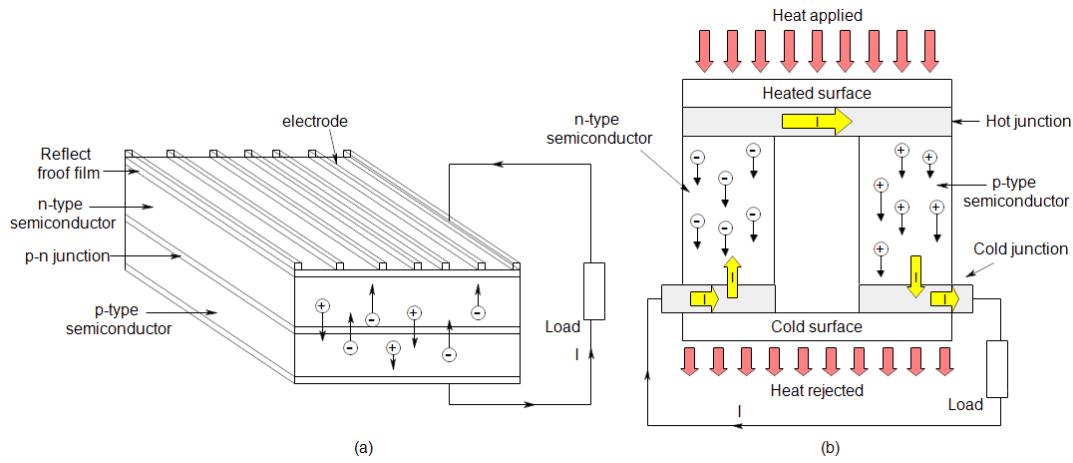 electrode
Reflect
froof film
n-type
semiconductor
p-n junction
p-type
semiconductor
+
-
-
+
-
-
+
-
Load
I
(a)
Heat applied
Heated surface
I
n-type
semiconductor
Hot junction
-
-
-
-
-
-
-
+
+
+
+
+
+
p-type
semiconductor
Cold junction
I
I
I
I
Cold surface
Heat rejected
Load
I
(b)